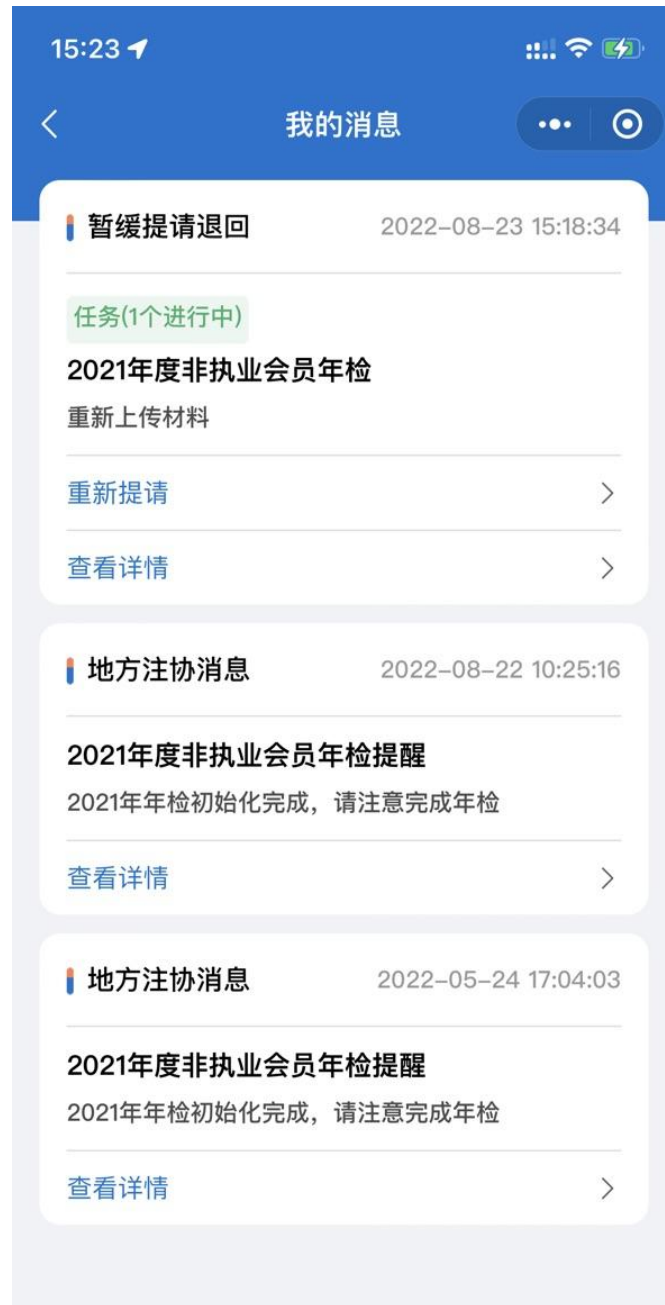 15:23
我的消息
暂缓提请退回 2022-08-23 15:18:34
任务(1个进行中)
2021年度非执业会员年检
重新上传材料
重新提请
查看详情
地方注协消息 2022-08-22 10:25:16
2021年度非执业会员年检提醒
2021年年检初始化完成，请注意完成年检
查看详情
地方注协消息 2022-05-24 17:04:03
2021年度非执业会员年检提醒
2021年年检初始化完成，请注意完成年检
查看详情